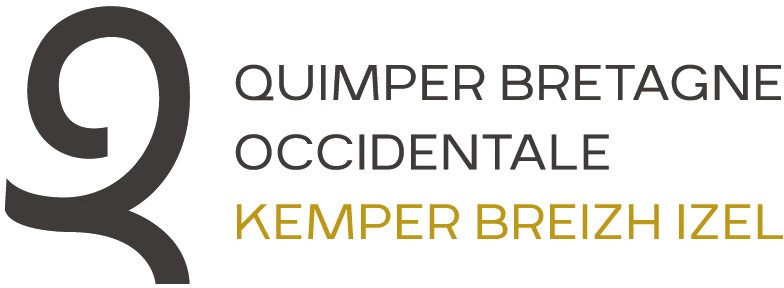 QUIMPER BRETAGNE
OCCIDENTALE
KEMPER BREIZH IZEL